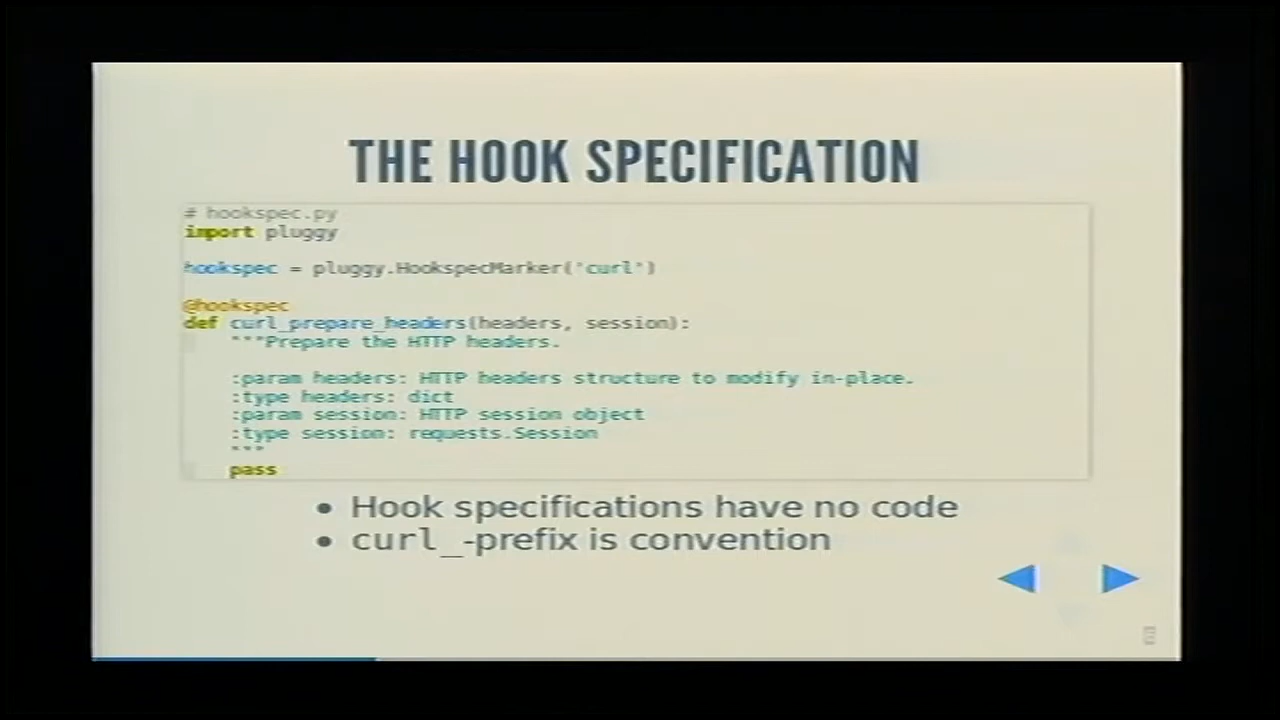 THE HOOK SPECIFICATION
# hookspec.py
import pluggy
hookspec = pluggy.HookspecMarker('curl')
@hookspec
def curl_prepare_headers(headers, session):
"""Prepare the HTTP headers.
:param headers: HTTP headers structure to modify in-place.
:type headers: dict
:param session: HTTP session object
:type session: requests.Session
"""
pass
• Hook specifications have no code
• curl_-prefix is convention